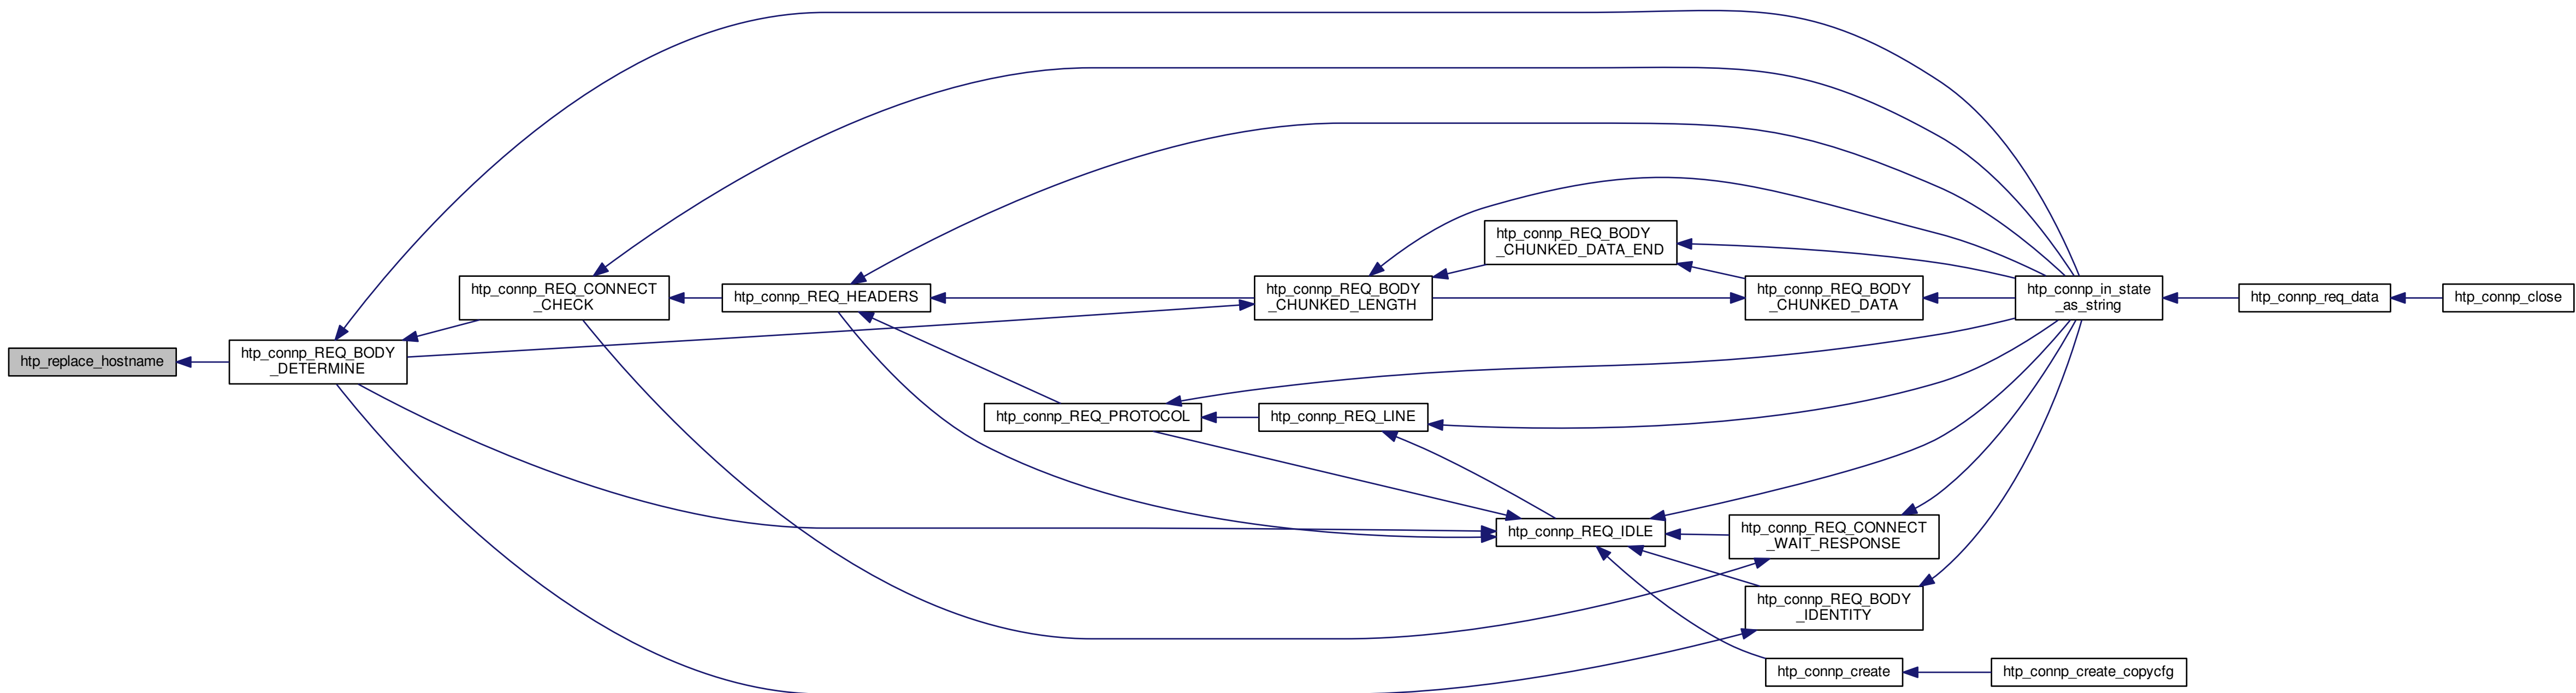 htp_replace_hostname
htp_connp_REQ_BODY
_DETERMINE
htp_connp_REQ_CONNECT
_CHECK
htp_connp_REQ_HEADERS
htp_connp_REQ_PROTOCOL
htp_connp_REQ_BODY
_CHUNKED_LENGTH
htp_connp_REQ_LINE
htp_connp_REQ_BODY
_CHUNKED_DATA_END
htp_connp_REQ_IDLE
htp_connp_REQ_BODY
_CHUNKED_DATA
htp_connp_REQ_CONNECT
_WAIT_RESPONSE
htp_connp_REQ_BODY
_IDENTITY
htp_connp_create
htp_connp_in_state
_as_string
htp_connp_create_copycfg
htp_connp_req_data
htp_connp_close